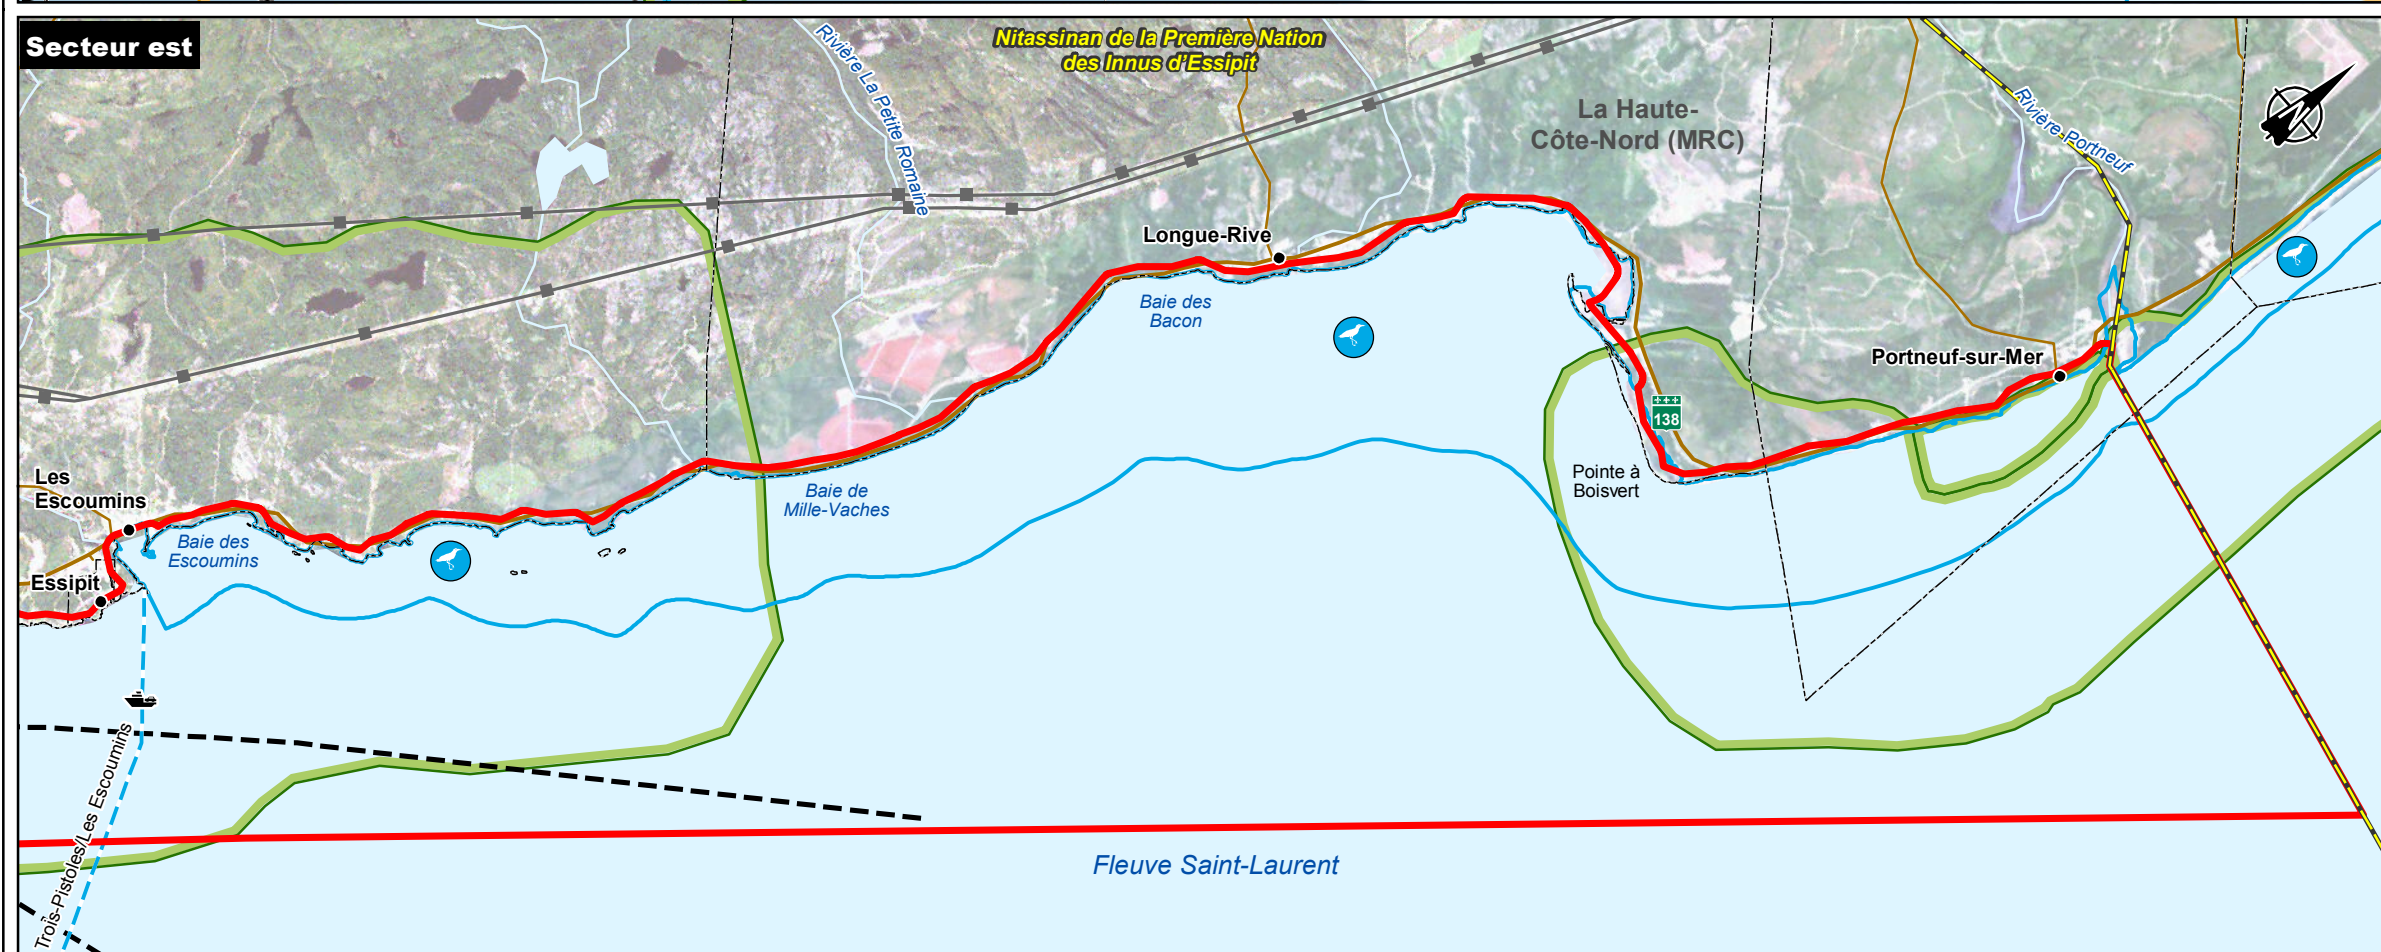 Secteur est
Nitassinan de la Première Nation
des Innus d'Essipit
Rivière La Petite Romaine
La Haute-
Côte-Nord (MRC)
Rivière Portneuf
Longue-Rive
Baie des
Bacon
Portneuf-sur-Mer
138
Pointe à
Boisvert
Les
Escoumins
Baie des
Escoumins
Baie de
Mille-Vaches
Essipit
Trois-Pistoles/Les Escoumins
Fleuve Saint-Laurent